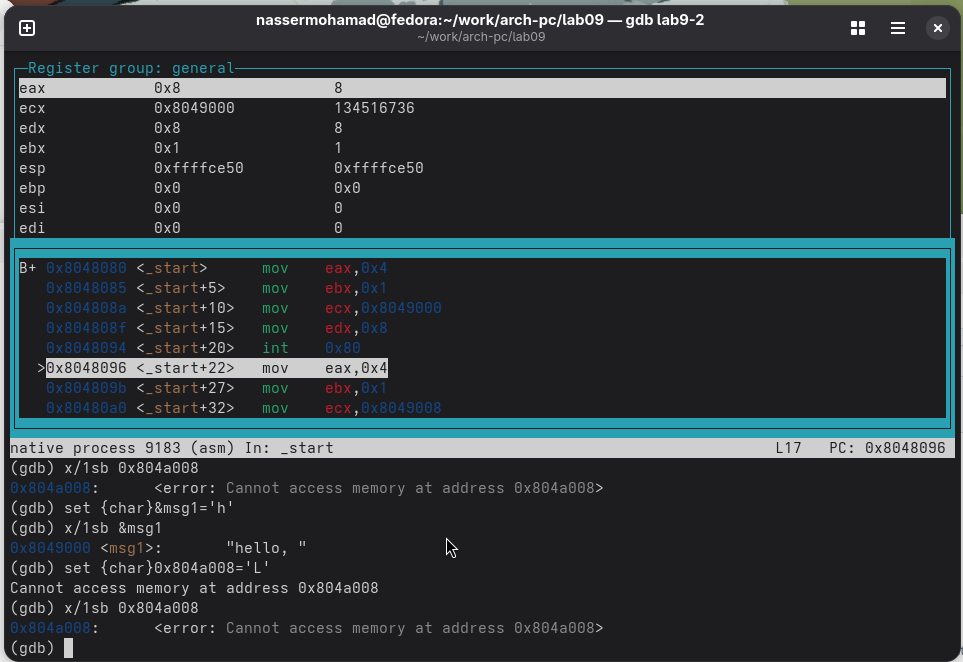 nassermohamad@fedora:~/work/arch-pc/lab09 — gdb lab9-2
~/work/arch-pc/lab09
Register group: general
eax 0x8 8
ecx 0x8049000 134516736
edx 0x8 8
ebx 0x1 1
esp 0xffffce50 0xffffce50
ebp 0x0 0x0
esi 0x0 0
edi 0x0 0
B+ 0x8048080 <_start> mov eax,0x4
0x8048085 <_start+5> mov ebx,0x1
0x804808a <_start+10> mov ecx,0x8049000
0x804808f <_start+15> mov edx,0x8
0x8048094 <_start+20> int 0x80
>0x8048096 <_start+22> mov eax,0x4
0x804809b <_start+27> mov ebx,0x1
0x80480a0 <_start+32> mov ecx,0x8049008
native process 9183 (asm) In: _start L17 PC: 0x8048096
(gdb) x/1sb 0x804a008
0x804a008: <error: Cannot access memory at address 0x804a008>
(gdb) set {char}&msg1='h'
(gdb) x/1sb &msg1
0x8049000 <msg1>: "hello, "
(gdb) set {char}0x804a008='L'
Cannot access memory at address 0x804a008
(gdb) x/1sb 0x804a008
0x804a008: <error: Cannot access memory at address 0x804a008>
(gdb)